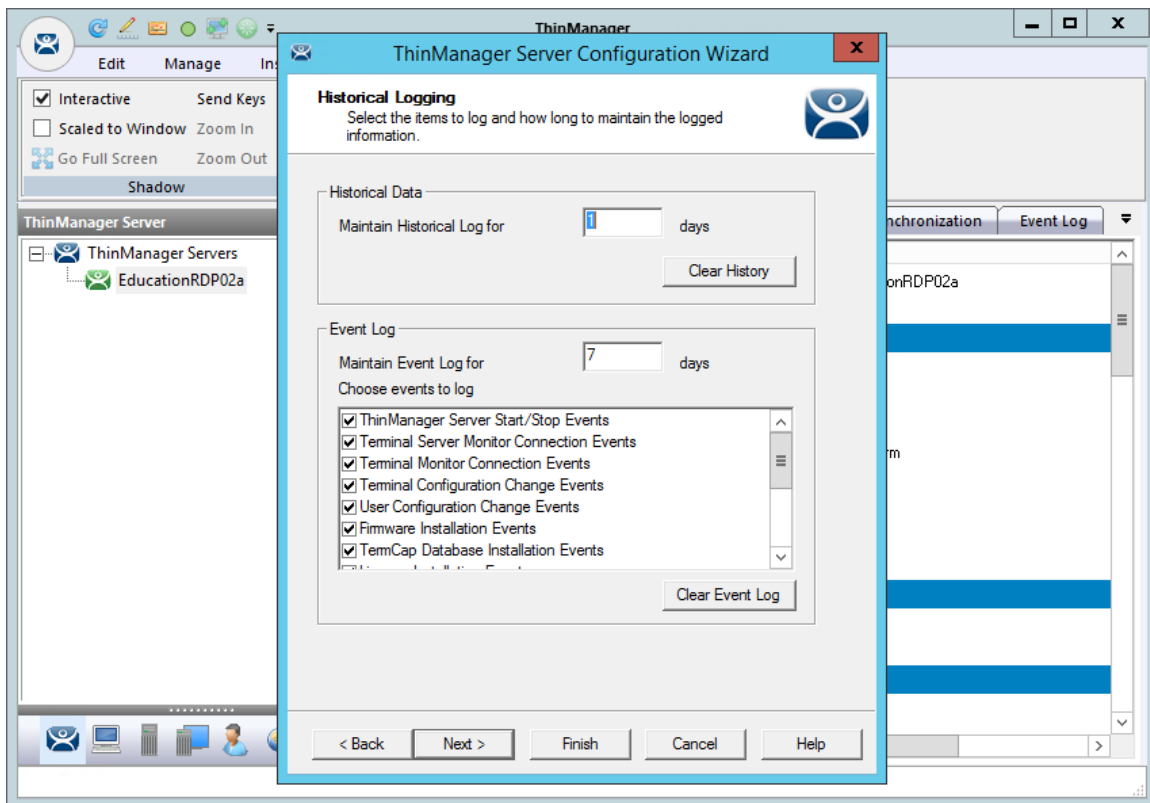 ThinManager
Edit Manage
Interactive Send Keys
Scaled to Window Zoom In
Go Full Screen Zoom Out
Shadow
ThinManager Server
ThinManager Servers
EducationRDP02a
ThinManager Server Configuration Wizard
Historical Logging
Select the items to log and how long to maintain the logged
information.
Historical Data
Maintain Historical Log for 1 days
Clear History
Event Log
Maintain Event Log for 7 days
Choose events to log
ThinManager Server Start/Stop Events
Terminal Server Monitor Connection Events
Terminal Monitor Connection Events
Terminal Configuration Change Events
User Configuration Change Events
Firmware Installation Events
TermCap Database Installation Events
Clear Event Log
< Back Next > Finish Cancel Help
nchronization Event Log
onRDP02a
rm